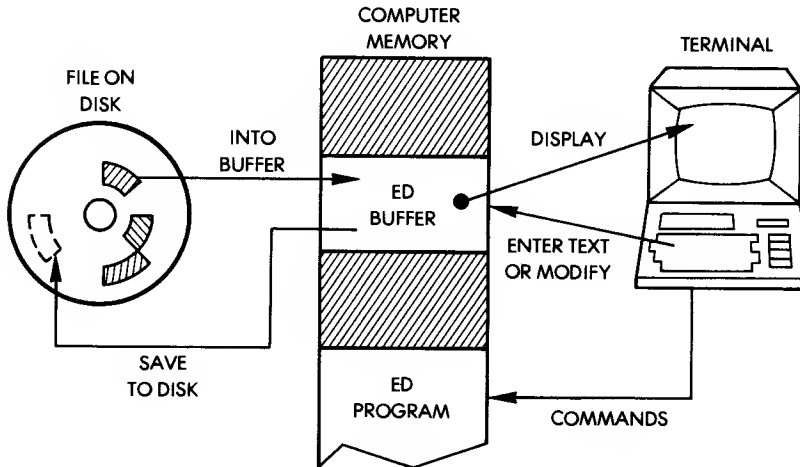 COMPUTER
MEMORY
TERMINAL
FILE ON
DISK
INTO
BUFFER
DISPLAY
ED
BUFFER
ENTER TEXT
OR MODIFY
SAVE
TO DISK
ED
PROGRAM
COMMANDS